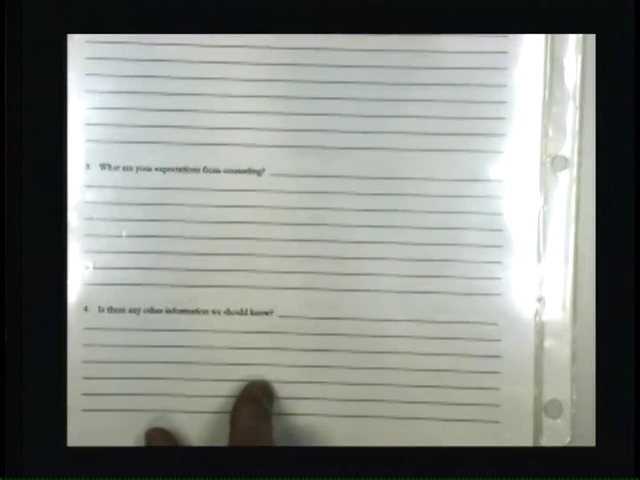 3. What are your expectations from counseling?
4. Is there any other information we should know?